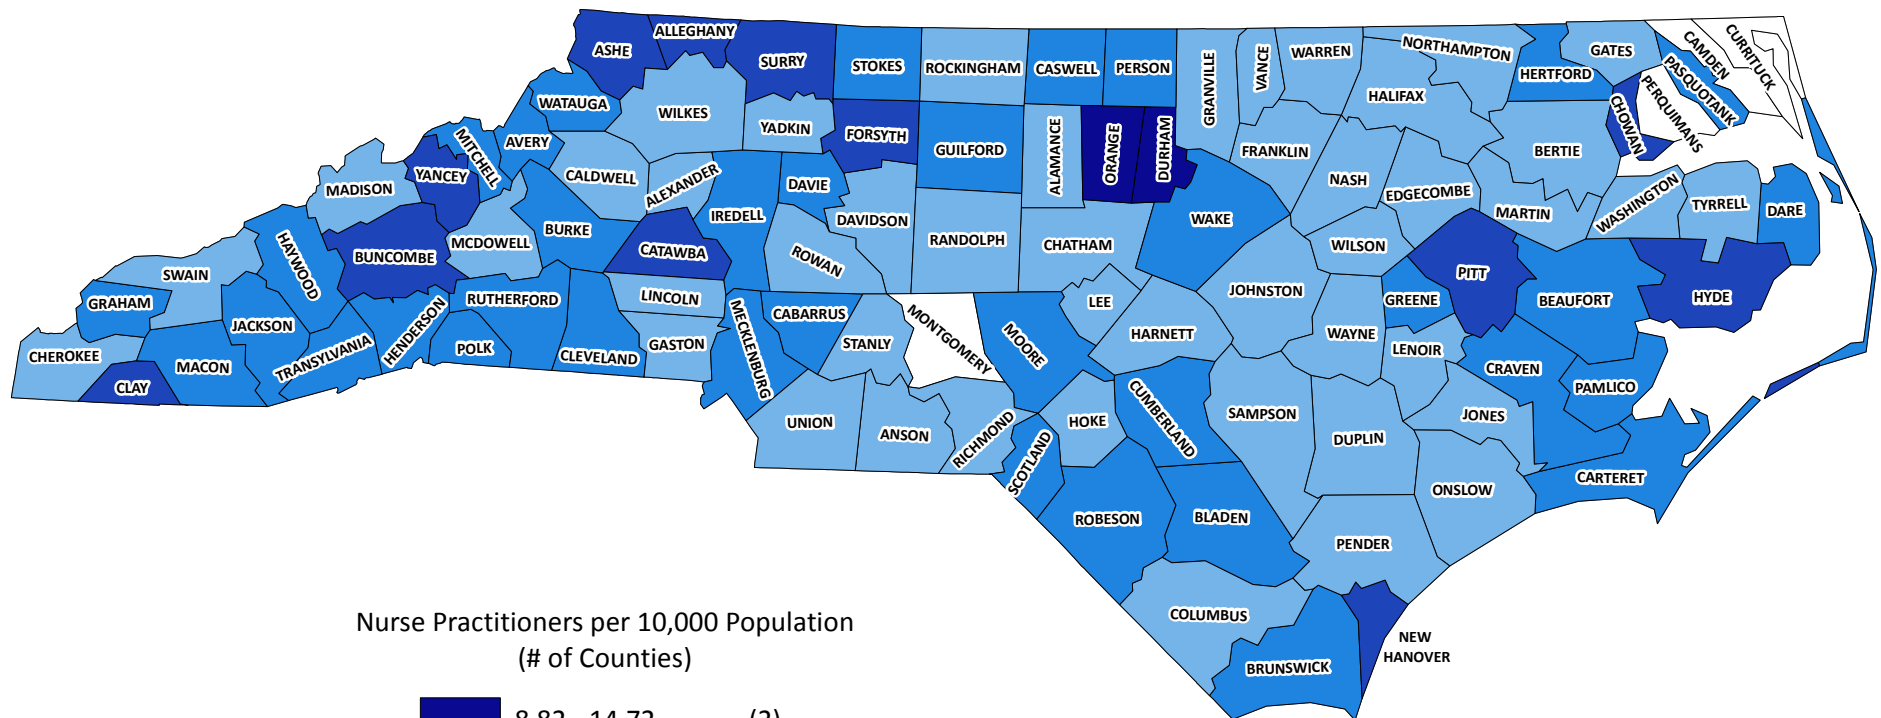 ASHE
ALLEGHANY
SURRY
STOKES
ROCKINGHAM
CASWELL
PERSON
GRANVILLE
VANCE
WARREN
NORTHAMPTON
HERTFORD
GATES
CAMDEN
CURRITUCK
PASQUOTANK
PERQUIMANS
CHOWAN
WATAUGA
WILKES
YADKIN
FORSYTH
GUILFORD
ALAMANCE
ORANGE
DURHAM
FRANKLIN
HALIFAX
BERTIE
MITCHELL
AVERY
CALDWELL
ALEXANDER
IREDELL
DAVIE
DAVIDSON
RANDOLPH
CHATHAM
WAKE
NASH
EDGECOMBE
MARTIN
WASHINGTON
TYRRELL
DARE
MADISON
YANCEY
MCDOWELL
BURKE
CATAWBA
ROWAN
WILSON
PITT
BEAUFORT
HYDE
SWAIN
HAYWOOD
BUNCOMBE
GRAHAM
JACKSON
HENDERSON
RUTHERFORD
LINCOLN
MECKLENBURG
CABARRUS
STANLY
MONTGOMERY
MOORE
LEE
HARNETT
JOHNSTON
WAYNE
GREENE
LENOIR
CRAVEN
PAMLICO
CHEROKEE
CLAY
MACON
TRANSYLVANIA
POLK
CLEVELAND
GASTON
UNION
ANSON
RICHMOND
SCOTLAND
HOKE
CUMBERLAND
SAMPSON
DUPLIN
JONES
ONSLOW
CARTERET
ROBESON
BLADEN
PENDER
COLUMBUS
BRUNSWICK
NEW
HANOVER
Nurse Practitioners per 10,000 Population
(# of Counties)
8.82 - 14.72 (2)